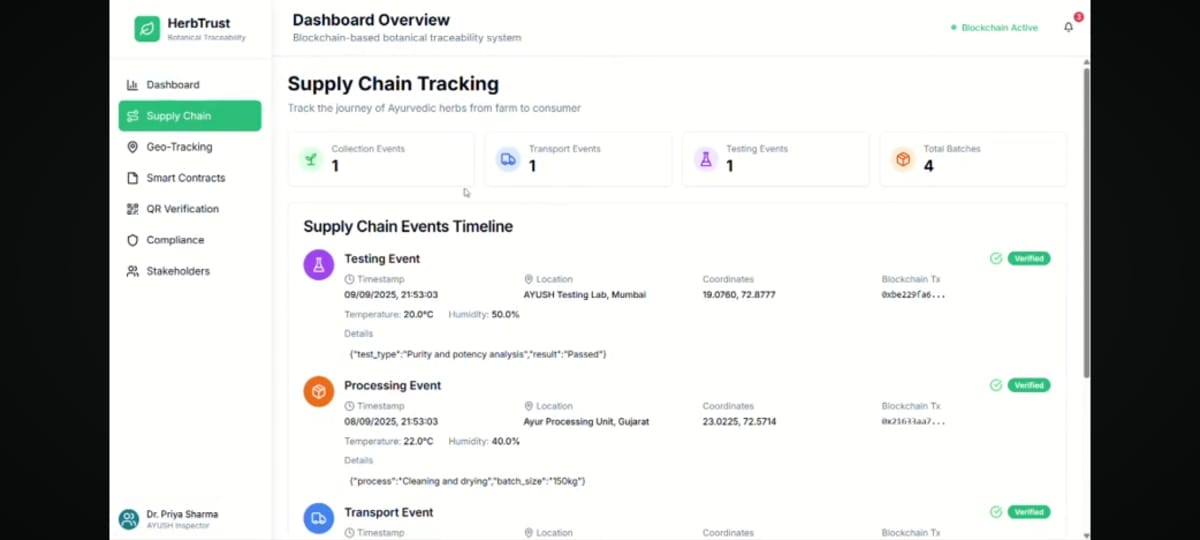 HerbTrust
Botanical Traceability
Dashboard Overview
Blockchain-based botanical traceability system
Blockchain Active
3
Dashboard
Supply Chain
Geo-Tracking
Smart Contracts
QR Verification
Compliance
Stakeholders
Dr. Priya Sharma
AYUSH Inspector
Supply Chain Tracking
Track the journey of Ayurvedic herbs from farm to consumer
Collection Events
1
Transport Events
1
Testing Events
1
Total Batches
4
Supply Chain Events Timeline
Testing Event Verified
Timestamp Location Coordinates Blockchain Tx
09/09/2025, 21:53:03 AYUSH Testing Lab, Mumbai 19.0760, 72.8777 0xbe229fa6...
Temperature: 20.0°C Humidity: 50.0%
Details
{"test_type":"Purity and potency analysis","result":"Passed"}
Processing Event Verified
Timestamp Location Coordinates Blockchain Tx
08/09/2025, 21:53:03 Ayur Processing Unit, Gujarat 23.0225, 72.5714 0x21633aa7...
Temperature: 22.0°C Humidity: 40.0%
Details
{"process":"Cleaning and drying","batch_size":"150kg"}
Transport Event Verified
Timestamp Location Coordinates Blockchain Tx